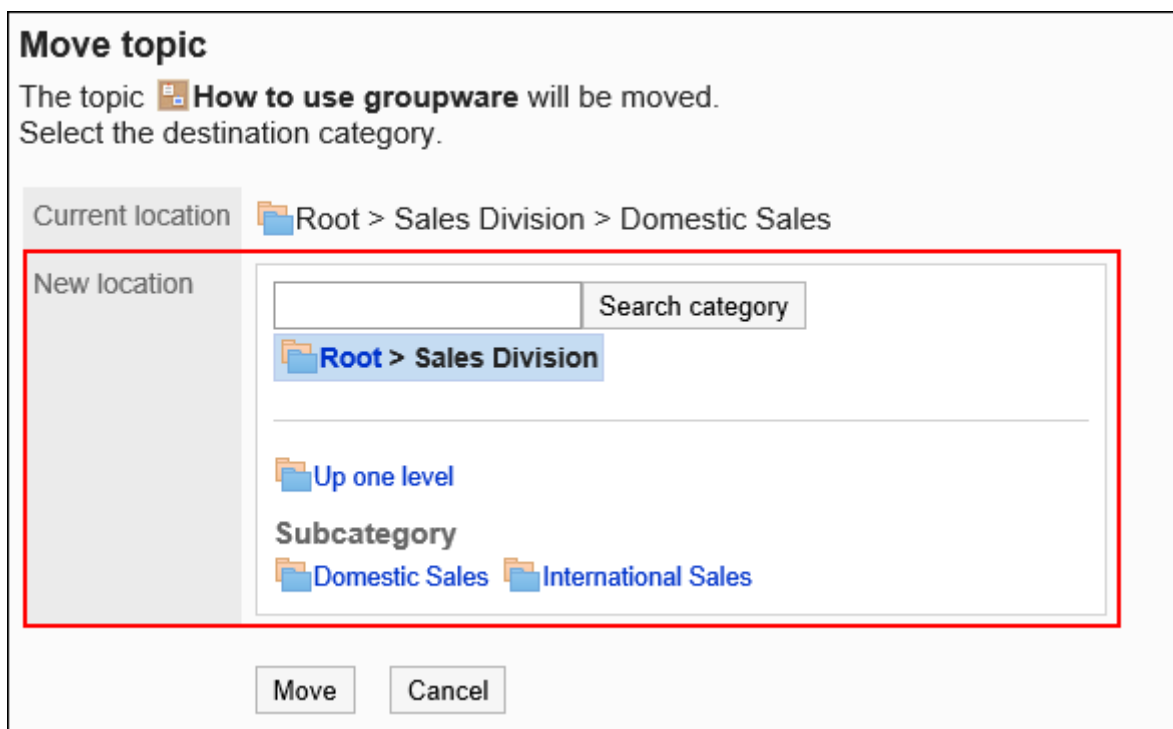 Move topic
The topic How to use groupware will be moved.
Select the destination category.
Current location Root > Sales Division > Domestic Sales
New location
Search category
Root > Sales Division
Up one level
Subcategory
Domestic Sales International Sales
Move Cancel